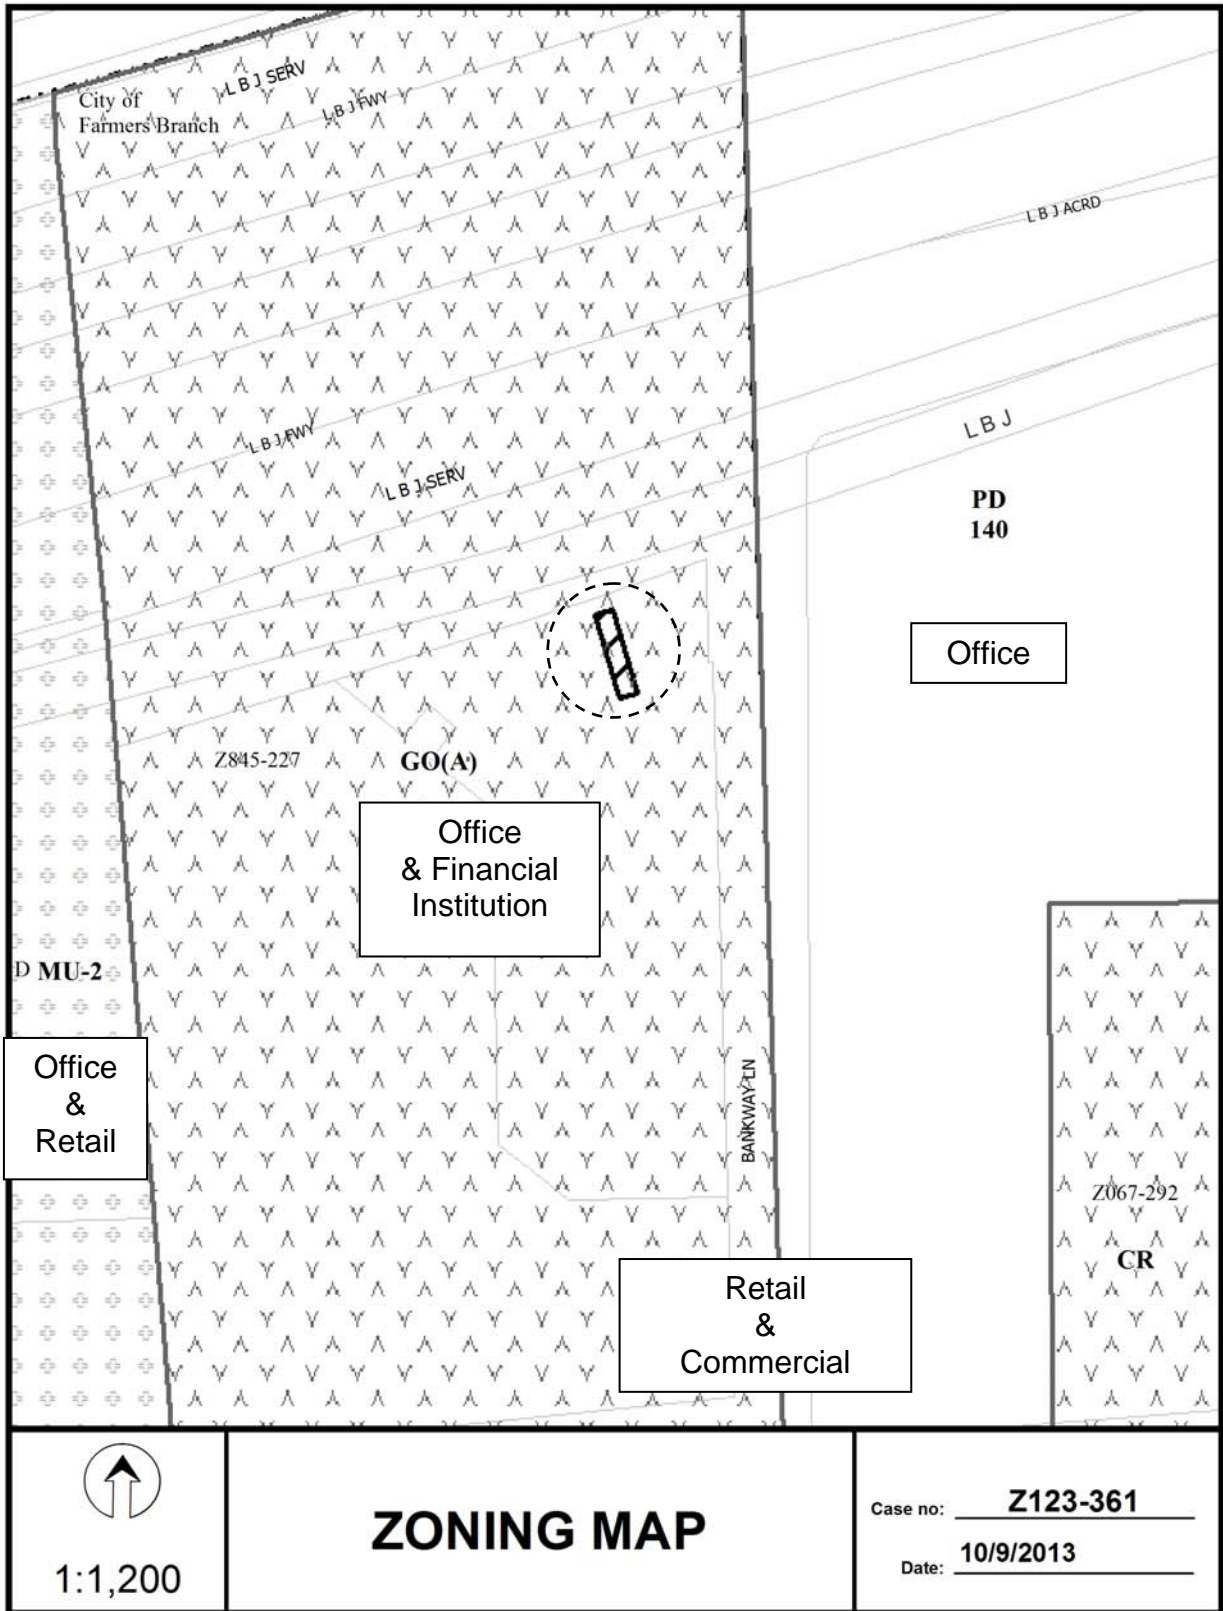 L B J SERV
City of
Farmers Branch
L B J FWY
L B J ACRD
L B J FWY
L B J
L B J SERV
PD
140
Office
Z845-227
GO(A)
Office
& Financial
Institution
D MU-2
Office
&
Retail
BANKWAY LN
Z067-292
CR
Retail
&
Commercial
1:1,200
ZONING MAP
Case no: Z123-361
Date: 10/9/2013